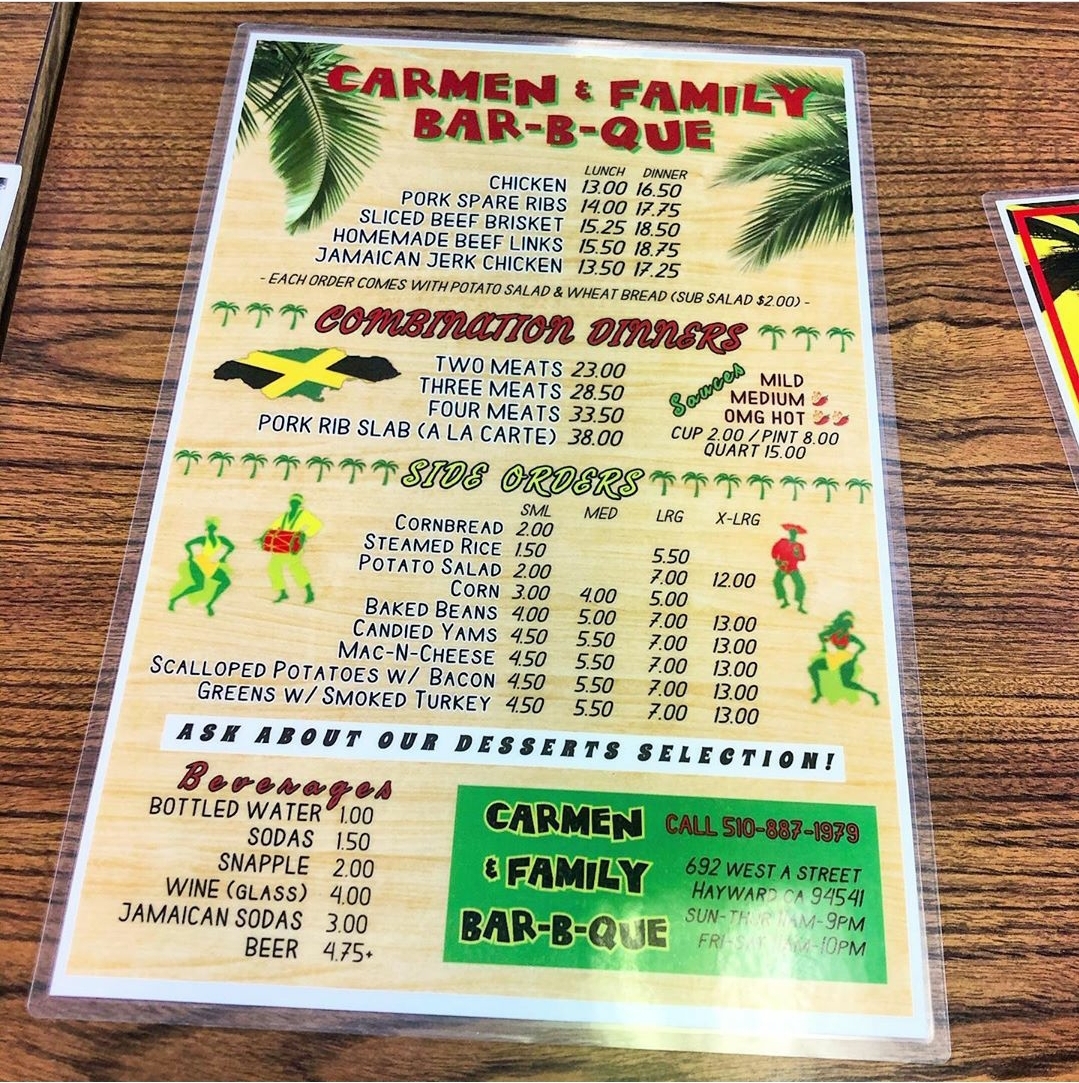 CARMEN & FAMILY
BAR-B-QUE
LUNCH DINNER
CHICKEN 13.00 16.50
PORK SPARE RIBS 14.00 17.75
SLICED BEEF BRISKET 15.25 18.50
HOMEMADE BEEF LINKS 15.50 18.75
JAMAICAN JERK CHICKEN 13.50 17.25
- EACH ORDER COMES WITH POTATO SALAD & WHEAT BREAD (SUB SALAD $2.00) -
COMBINATION DINNERS
TWO MEATS 23.00
THREE MEATS 28.50
FOUR MEATS 33.50
PORK RIB SLAB (A LA CARTE) 38.00
Sauces
MILD
MEDIUM
OMG HOT
CUP 2.00 / PINT 8.00
QUART 15.00
SIDE ORDERS
SML MED LRG X-LRG
CORNBREAD 2.00
STEAMED RICE 1.50 5.50
POTATO SALAD 2.00 7.00 12.00
CORN 3.00 4.00 5.00
BAKED BEANS 4.00 5.00 7.00 13.00
CANDIED YAMS 4.50 5.50 7.00 13.00
MAC-N-CHEESE 4.50 5.50 7.00 13.00
SCALLOPED POTATOES W/ BACON 4.50 5.50 7.00 13.00
GREENS W/ SMOKED TURKEY 4.50 5.50 7.00 13.00
ASK ABOUT OUR DESSERTS SELECTION!
Beverages
BOTTLED WATER 1.00
SODAS 1.50
SNAPPLE 2.00
WINE (GLASS) 4.00
JAMAICAN SODAS 3.00
BEER 4.75+
CARMEN
& FAMILY
BAR-B-QUE
CALL 510-887-1979
692 WEST A STREET
HAYWARD CA 94541
SUN-THUR 11AM-9PM
FRI-SAT 11AM-10PM